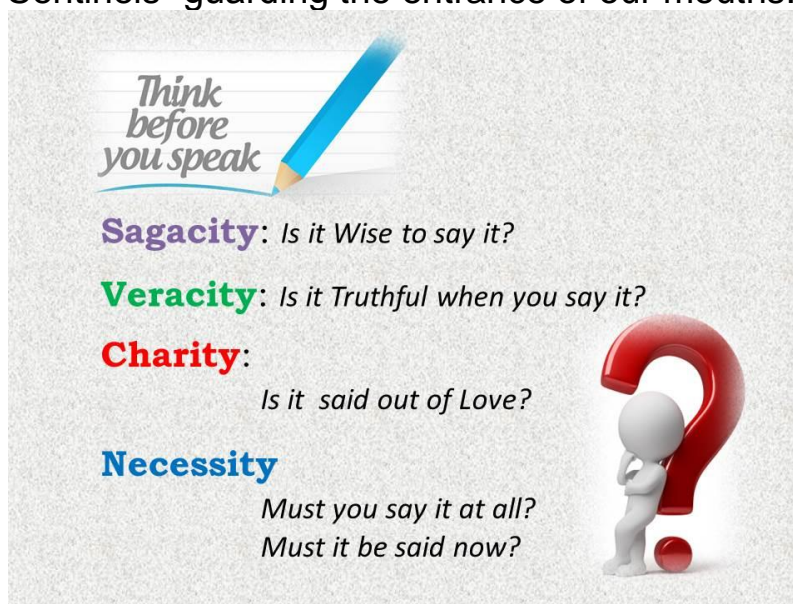 Sentinels" guarding the entrance of our mouths.
Think
before
you speak
Sagacity: Is it Wise to say it?
Veracity: Is it Truthful when you say it?
Charity:
Is it said out of Love?
Necessity
Must you say it at all?
Must it be said now?